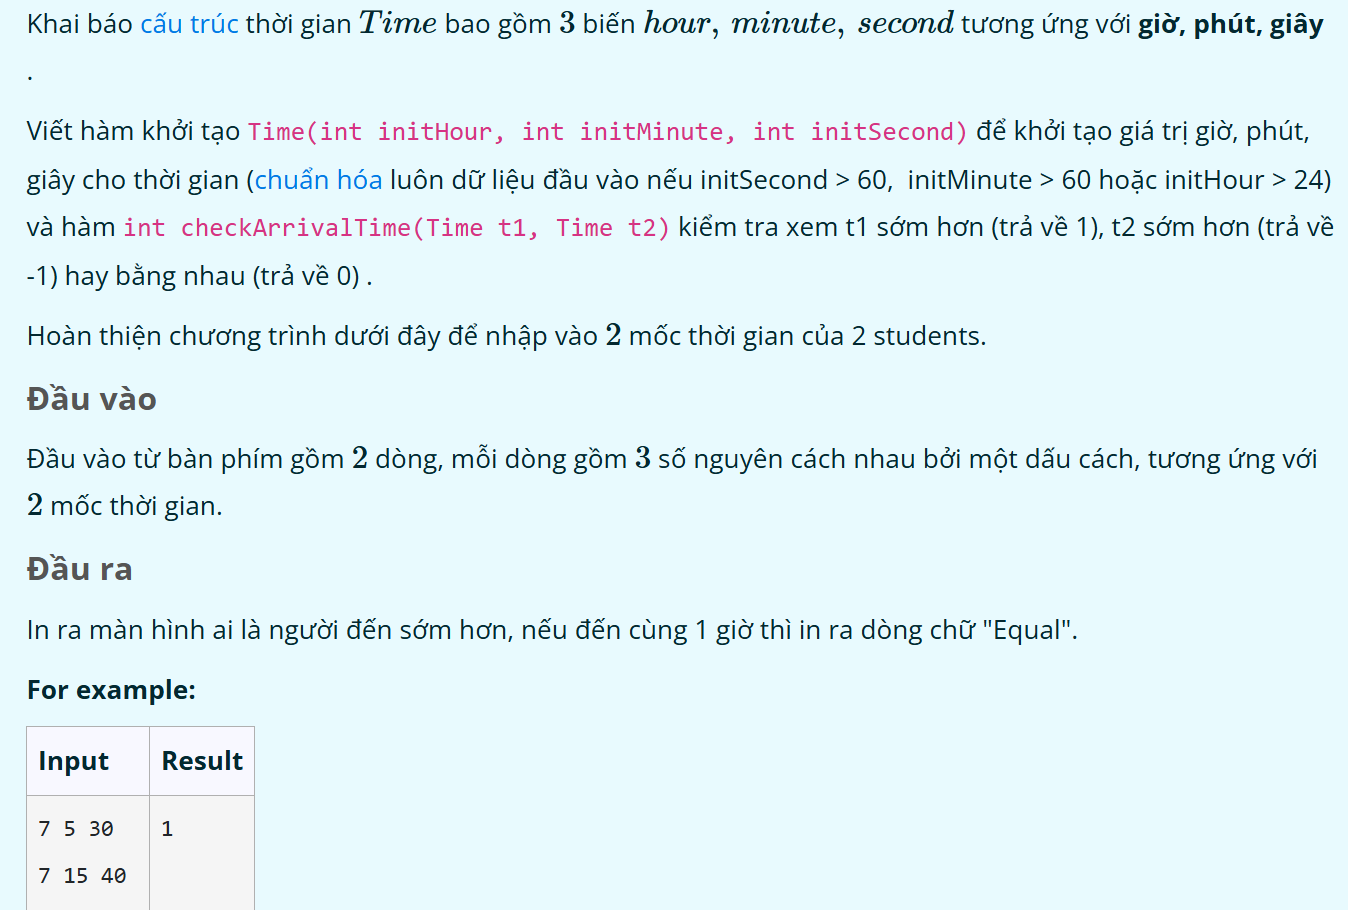 Khai báo cấu trúc thời gian Time bao gồm 3 biến hour, minute, second tương ứng với giờ, phút, giây
.
Viết hàm khởi tạo Time(int initHour, int initMinute, int initSecond) để khởi tạo giá trị giờ, phút,
giây cho thời gian (chuẩn hóa luôn dữ liệu đầu vào nếu initSecond > 60, initMinute > 60 hoặc initHour > 24)
và hàm int checkArrivalTime(Time t1, Time t2) kiểm tra xem t1 sớm hơn (trả về 1), t2 sớm hơn (trả về
-1) hay bằng nhau (trả về 0) .
Hoàn thiện chương trình dưới đây để nhập vào 2 mốc thời gian của 2 students.
Đầu vào
Đầu vào từ bàn phím gồm 2 dòng, mỗi dòng gồm 3 số nguyên cách nhau bởi một dấu cách, tương ứng với
2 mốc thời gian.
Đầu ra
In ra màn hình ai là người đến sớm hơn, nếu đến cùng 1 giờ thì in ra dòng chữ "Equal".
For example:
Input Result
7 5 30 1
7 15 40